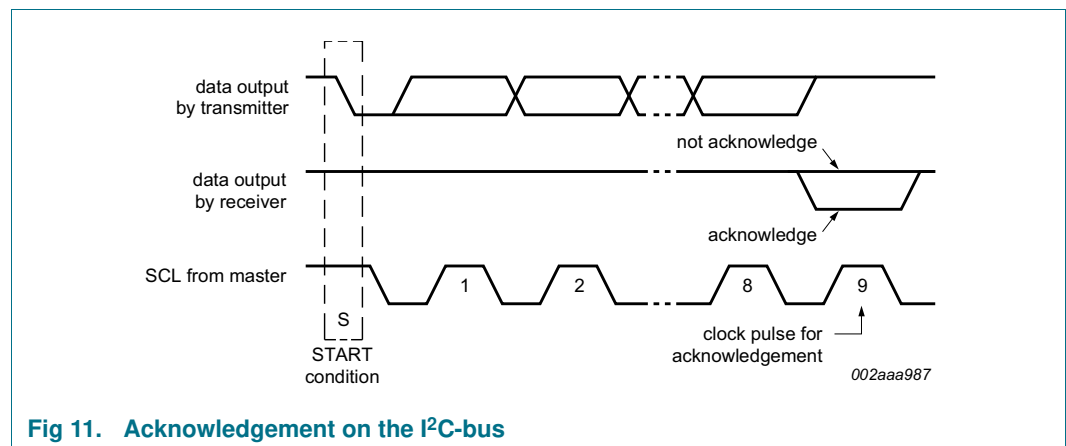 data output
by transmitter
not acknowledge
data output
by receiver
acknowledge
SCL from master
1
2
8
9
S
START
condition
clock pulse for
acknowledgement
002aaa987
Fig 11. Acknowledgement on the I²C-bus